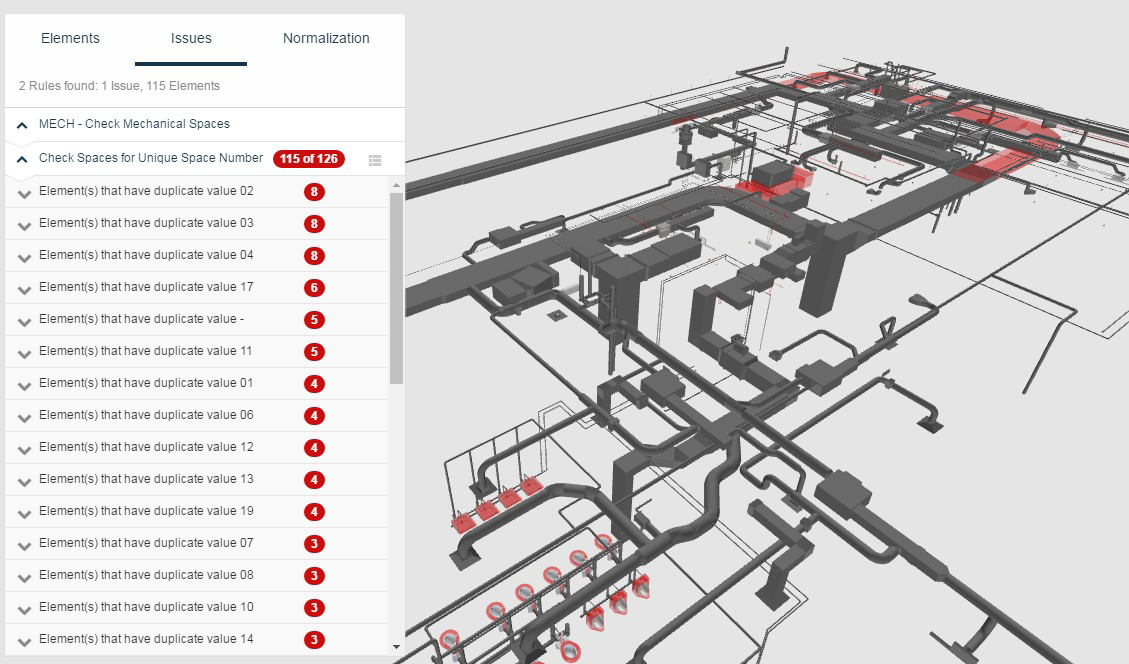 Elements Issues Normalization
2 Rules found: 1 Issue, 115 Elements
MECH - Check Mechanical Spaces
Check Spaces for Unique Space Number 115 of 126
Element(s) that have duplicate value 02 8
Element(s) that have duplicate value 03 8
Element(s) that have duplicate value 04 8
Element(s) that have duplicate value 17 6
Element(s) that have duplicate value - 5
Element(s) that have duplicate value 11 5
Element(s) that have duplicate value 01 4
Element(s) that have duplicate value 06 4
Element(s) that have duplicate value 12 4
Element(s) that have duplicate value 13 4
Element(s) that have duplicate value 19 4
Element(s) that have duplicate value 07 3
Element(s) that have duplicate value 08 3
Element(s) that have duplicate value 10 3
Element(s) that have duplicate value 14 3